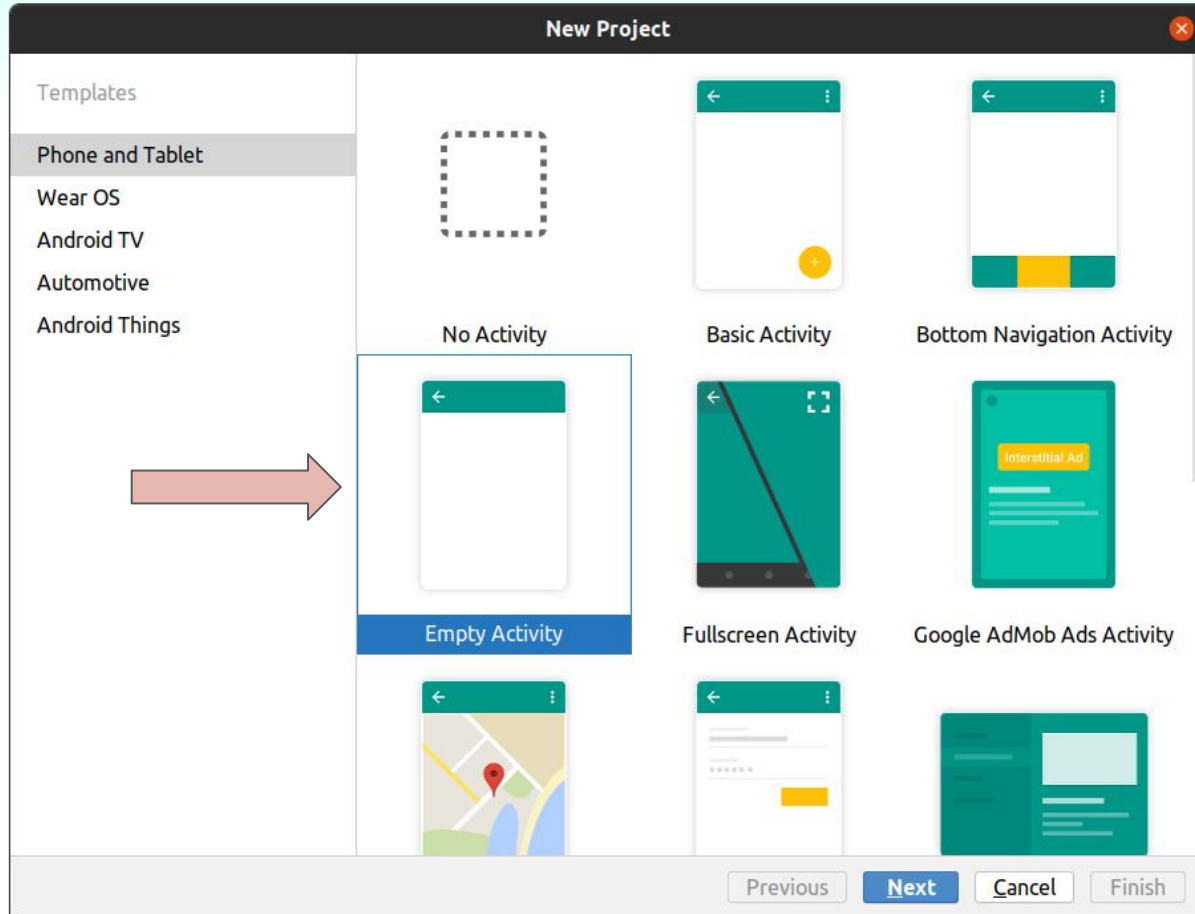 New Project
Templates
Phone and Tablet
Wear OS
Android TV
Automotive
Android Things
No Activity
Basic Activity
Bottom Navigation Activity
Interstitial Ad
Empty Activity
Fullscreen Activity
Google AdMob Ads Activity
Previous
Next
Cancel
Finish